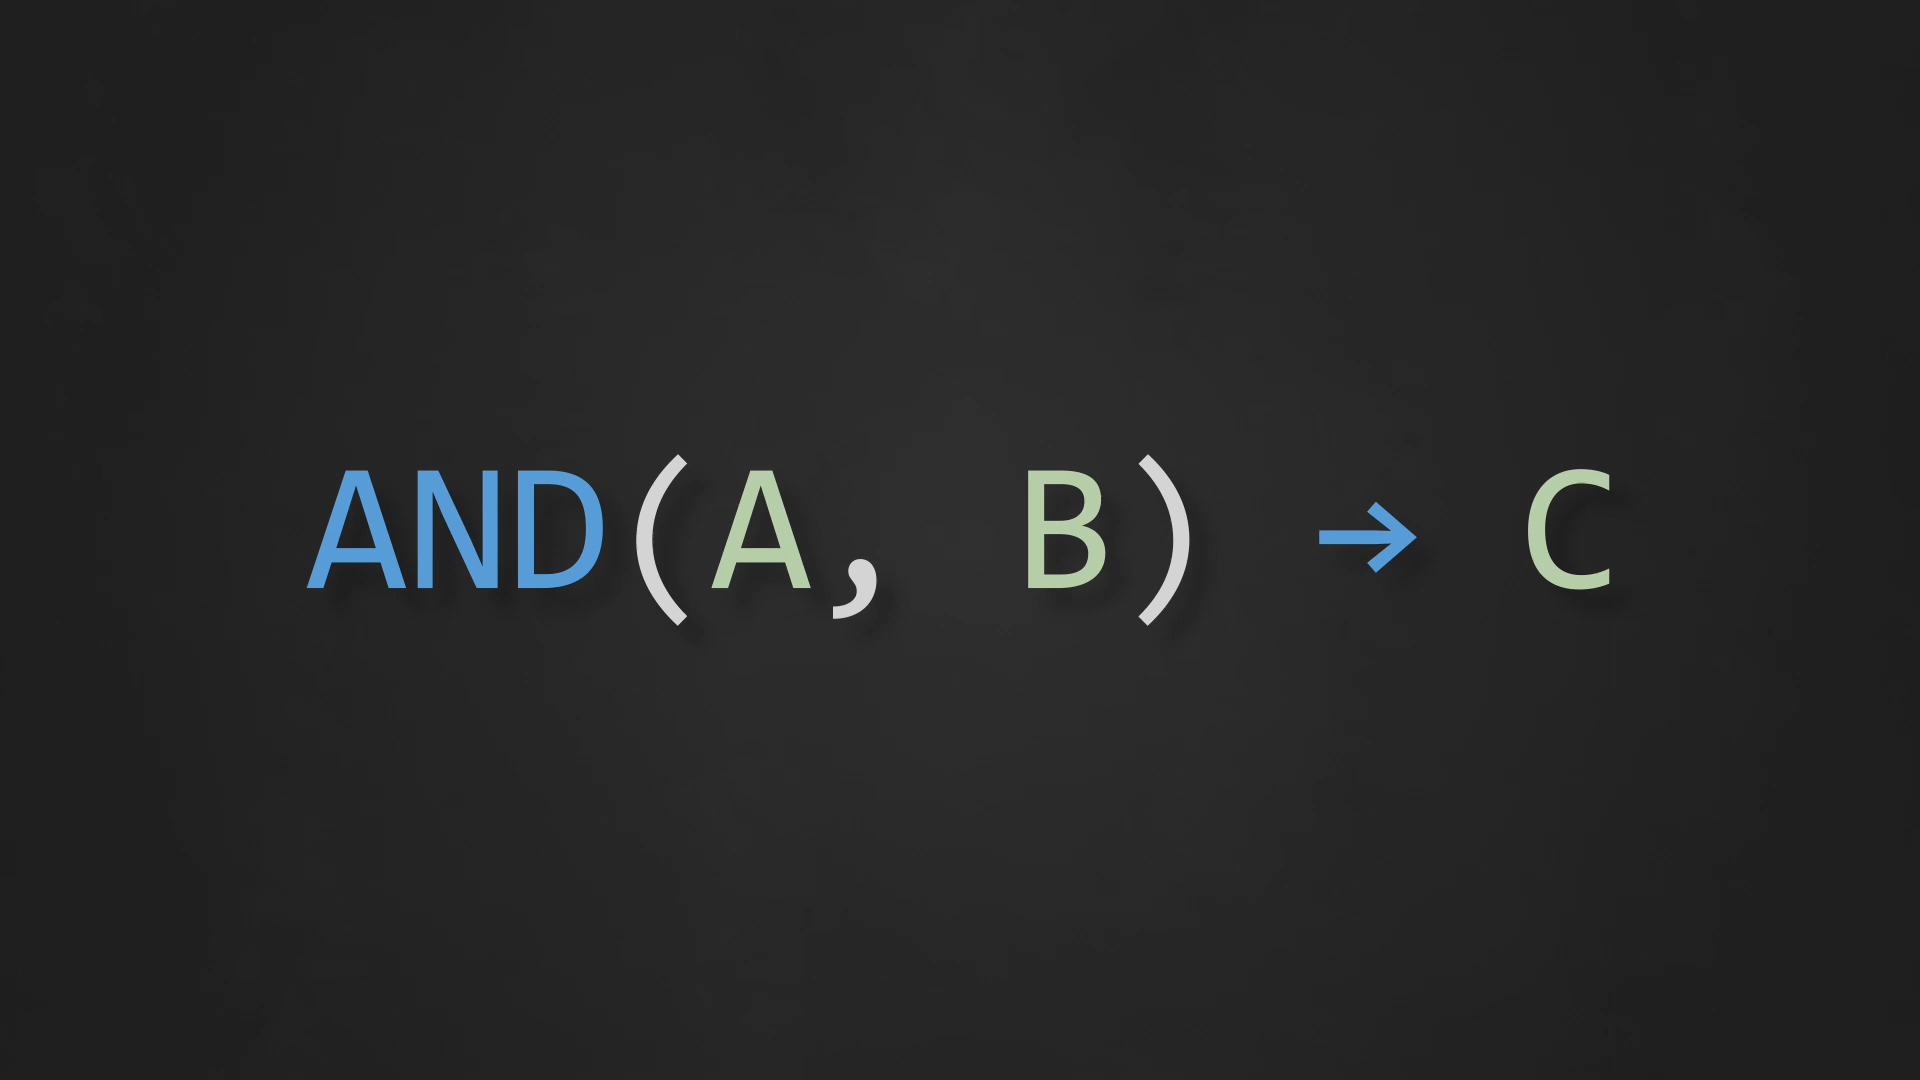 AND(A, B) → C